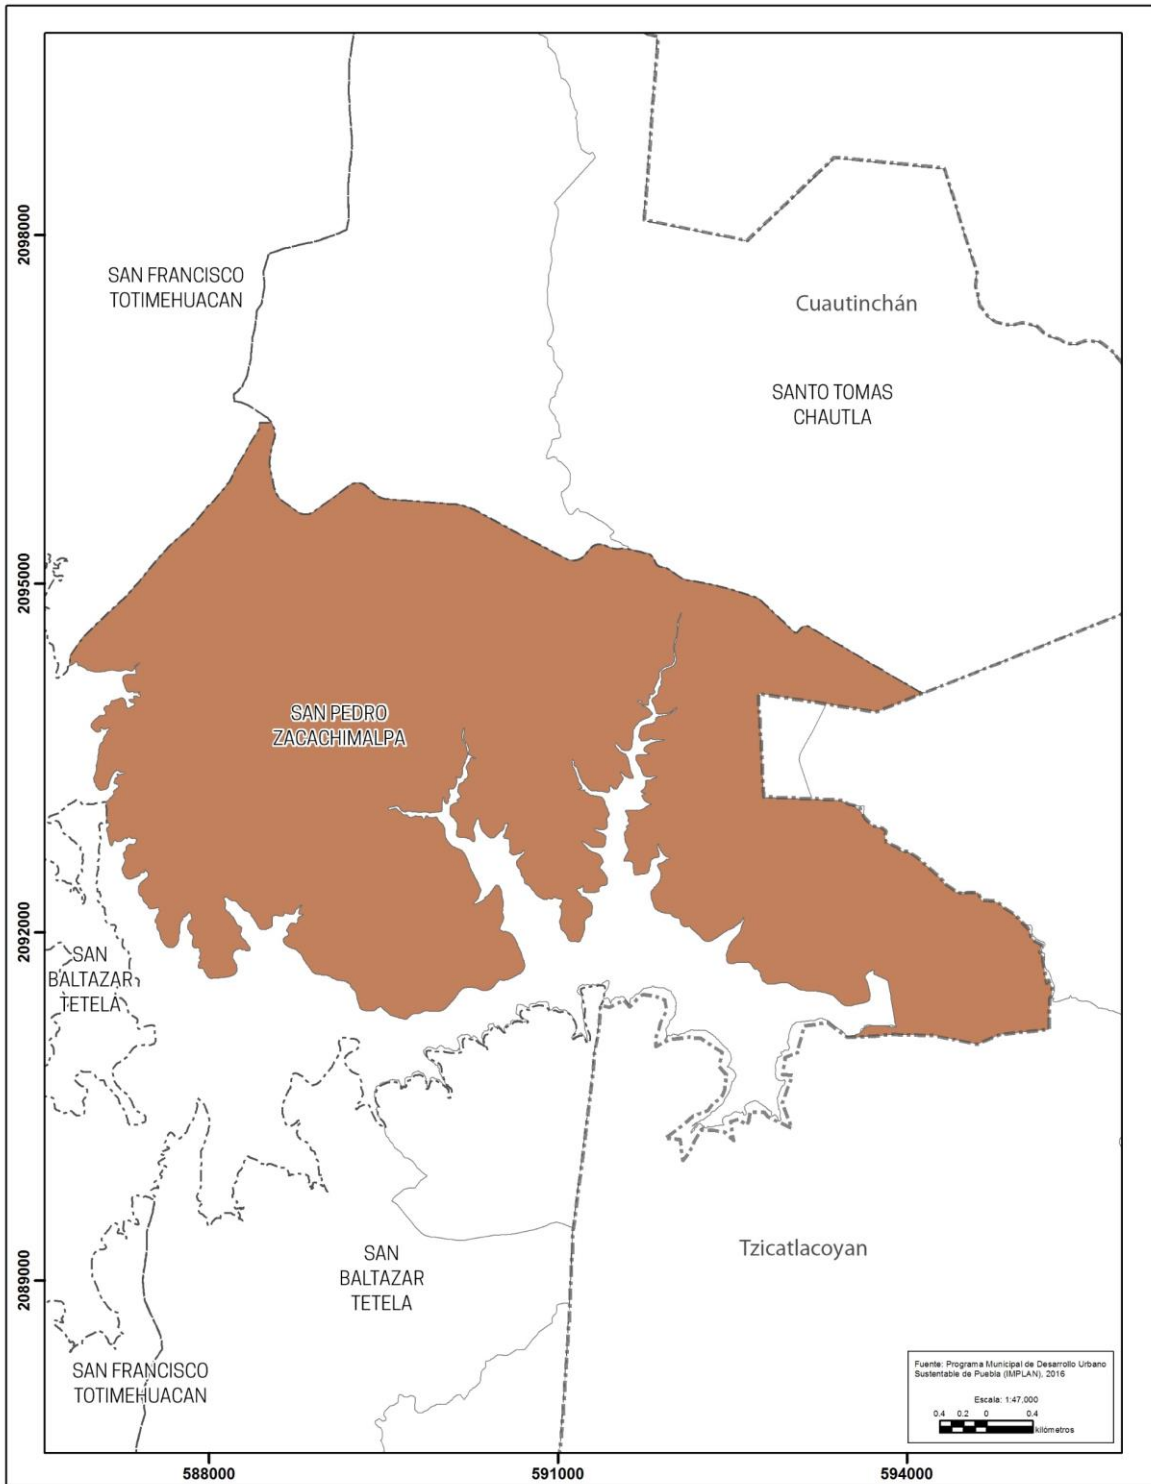 2098000
SAN FRANCISCO
TOTIMEHUACAN
Cuautinchán
SANTO TOMAS
CHAUTLA
2095000
SAN PEDRO
ZACACHIMALPA
2092000
SAN
BALTAZAR
TETELA
Tzicatlacoyan
SAN
BALTAZAR
TETELA
2089000
SAN FRANCISCO
TOTIMEHUACAN
Fuente: Programa Municipal de Desarrollo Urbano
Sustentable de Puebla (IMPLAN), 2016
Escala: 1:47,000
0.4 0.2 0 0.4
kilómetros
588000 591000 594000